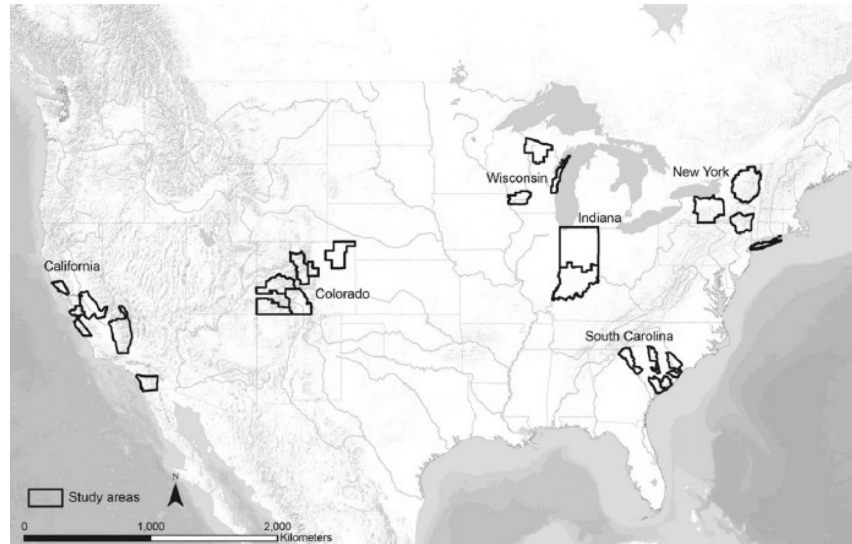 Wisconsin
New York
Indiana
California
Colorado
South Carolina
N
Study areas
0 1,000 2,000
Kilometers